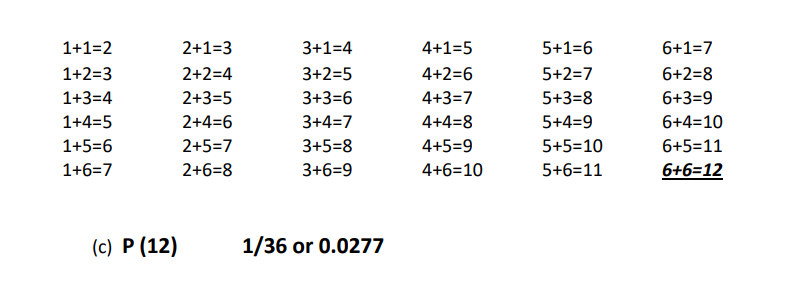 1+1=2 2+1=3 3+1=4 4+1=5 5+1=6 6+1=7
1+2=3 2+2=4 3+2=5 4+2=6 5+2=7 6+2=8
1+3=4 2+3=5 3+3=6 4+3=7 5+3=8 6+3=9
1+4=5 2+4=6 3+4=7 4+4=8 5+4=9 6+4=10
1+5=6 2+5=7 3+5=8 4+5=9 5+5=10 6+5=11
1+6=7 2+6=8 3+6=9 4+6=10 5+6=11 6+6=12
(c) P (12) 1/36 or 0.0277